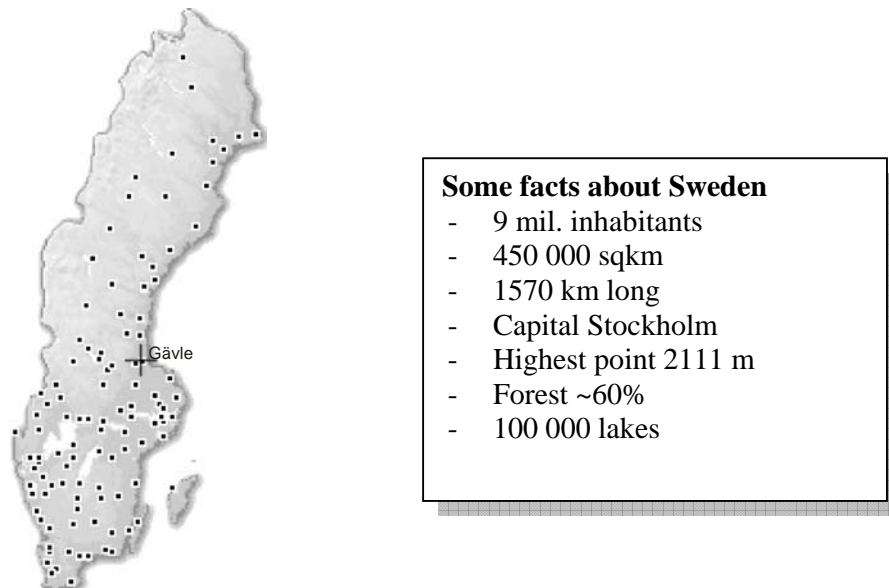 Gävle
Some facts about Sweden
- 9 mil. inhabitants
- 450 000 sqkm
- 1570 km long
- Capital Stockholm
- Highest point 2111 m
- Forest ~60%
- 100 000 lakes